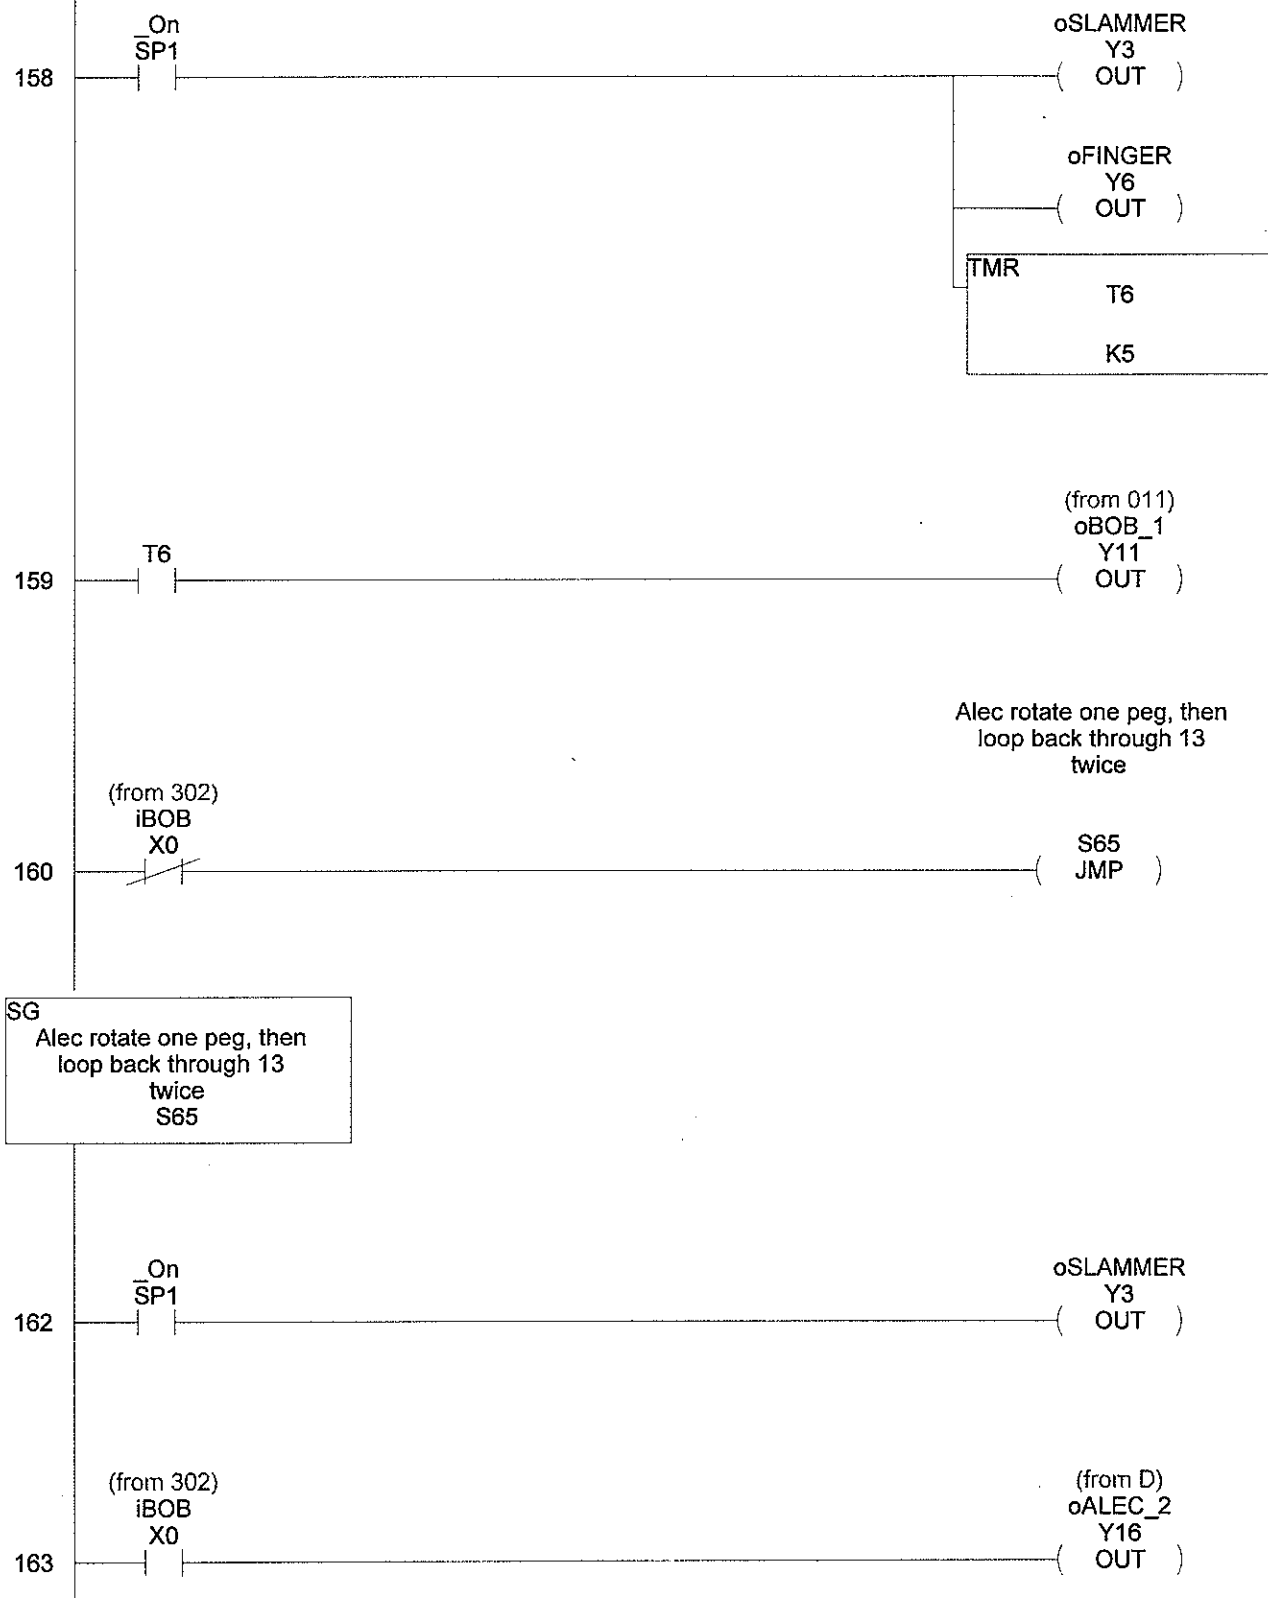 _On
SP1
158
oSLAMMER
Y3
OUT
oFINGER
Y6
OUT
TMR
T6
K5
(from 011)
oBOB_1
Y11
OUT
T6
159
Alec rotate one peg, then
loop back through 13
twice
(from 302)
iBOB
X0
160
S65
JMP
SG
Alec rotate one peg, then
loop back through 13
twice
S65
_On
SP1
162
oSLAMMER
Y3
OUT
(from 302)
iBOB
X0
163
(from D)
oALEC_2
Y16
OUT